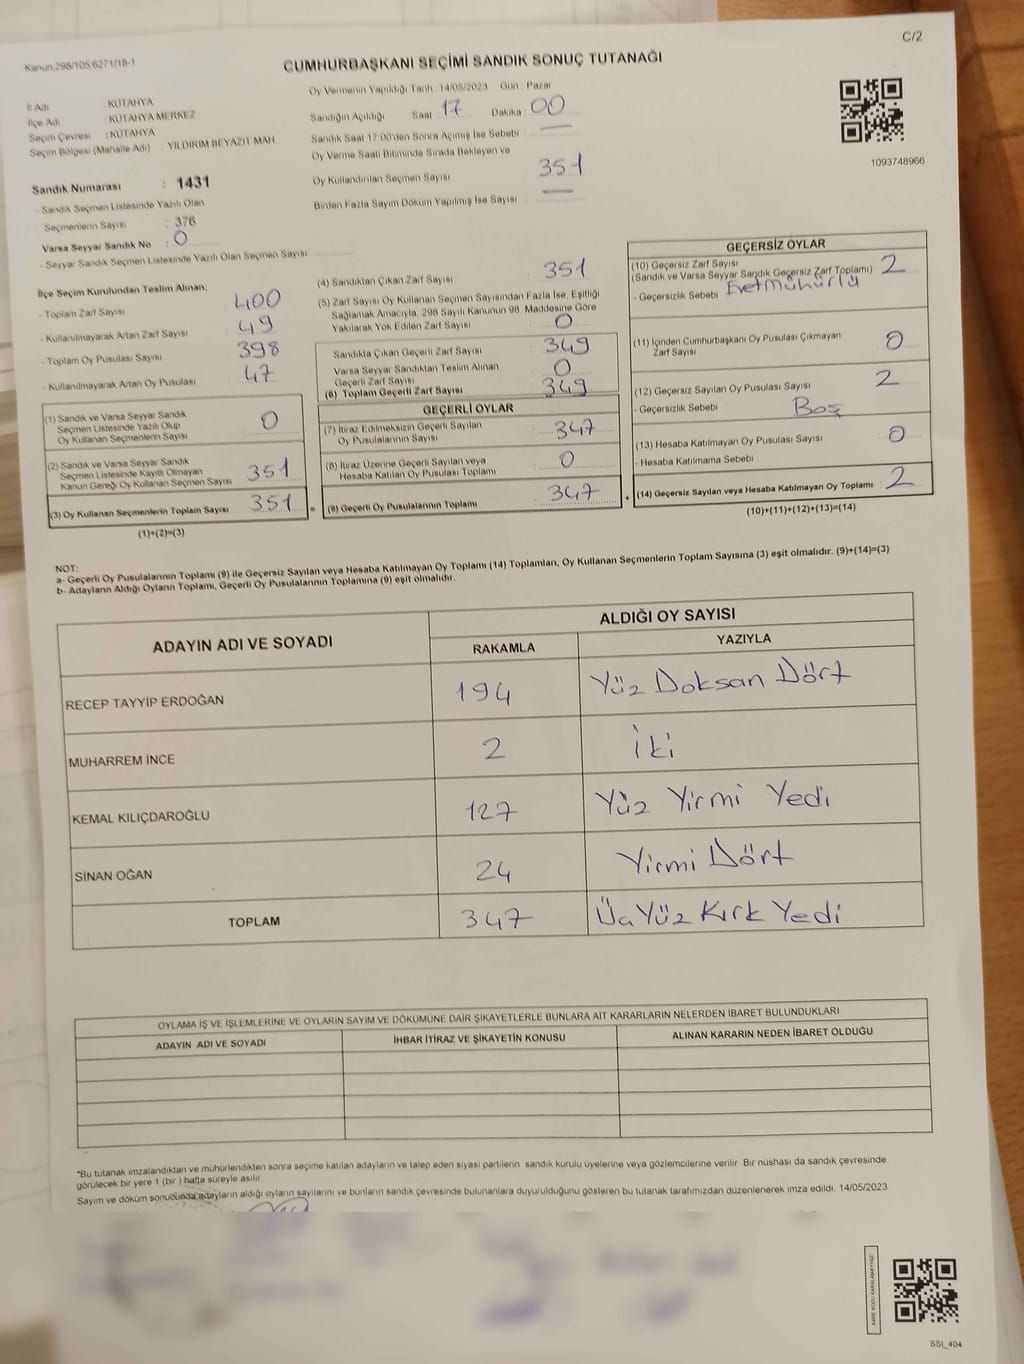 C/2
Kanun.298/105,6271/18-1
CUMHURBAŞKANI SEÇİMİ SANDIK SONUÇ TUTANAĞI
İl Adı : KÜTAHYA
İlçe Adı : KÜTAHYA MERKEZ
Seçim Çevresi : KÜTAHYA
Seçim Bölgesi (Mahalle Adı) : YILDIRIM BEYAZIT MAH
Oy Vermenin Yapıldığı Tarih : 14/05/2023 Gün : Pazar
Sandığın Açıldığı Saat : 17 Dakika : 00
Sandık Saat 17:00'den Sonra Açılmış İse Sebebi : —
Oy Verme Saati Bitiminde Sırada Bekleyen ve
Oy Kullandırılan Seçmen Sayısı 351
Birden Fazla Sayım Döküm Yapılmış İse Sayısı : —
1093748966
Sandık Numarası : 1431
- Sandık Seçmen Listesinde Yazılı Olan
Seçmenlerin Sayısı : 376
Varsa Seyyar Sandık No : 0
- Seyyar Sandık Seçmen Listesinde Yazılı Olan Seçmen Sayısı
İlçe Seçim Kurulundan Teslim Alınan;
- Toplam Zarf Sayısı : 400
- Kullanılmayarak Artan Zarf Sayısı : 49
- Toplam Oy Pusulası Sayısı : 398
- Kullanılmayarak Artan Oy Pusulası : 47
(1) Sandık ve Varsa Seyyar Sandık
Seçmen Listesinde Yazılı Olup
Oy Kullanan Seçmenlerin Sayısı : 0
(2) Sandık ve Varsa Seyyar Sandık
Seçmen Listesinde Kayıtlı Olmayan
Kanun Gereği Oy Kullanan Seçmen Sayısı : 351
(3) Oy Kullanan Seçmenlerin Toplam Sayısı : 351
(1)+(2)=(3)
(4) Sandıktan Çıkan Zarf Sayısı : 351
(5) Zarf Sayısı Oy Kullanan Seçmen Sayısından Fazla İse, Eşitliği
Sağlamak Amacıyla, 298 Sayılı Kanunun 98. Maddesine Göre
Yakılarak Yok Edilen Zarf Sayısı : 0
Sandıkta Çıkan Geçerli Zarf Sayısı : 349
Varsa Seyyar Sandıktan Teslim Alınan
Geçerli Zarf Sayısı : 0
(6) Toplam Geçerli Zarf Sayısı : 349
GEÇERLİ OYLAR
(7) İtiraz Edilmeksizin Geçerli Sayılan
Oy Pusulalarının Sayısı : 347
(8) İtiraz Üzerine Geçerli Sayılan veya
Hesaba Katılan Oy Pusulası Toplamı : 0
= (9) Geçerli Oy Pusulalarının Toplamı : 347 +
GEÇERSİZ OYLAR
(10) Geçersiz Zarf Sayısı
(Sandık ve Varsa Seyyar Sandık Geçersiz Zarf Toplamı) : 2
- Geçersizlik Sebebi : Evet Mühürlü
(11) İçinden Cumhurbaşkanı Oy Pusulası Çıkmayan
Zarf Sayısı : 0
(12) Geçersiz Sayılan Oy Pusulası Sayısı : 2
- Geçersizlik Sebebi : Boş
(13) Hesaba Katılmayan Oy Pusulası Sayısı : 0
- Hesaba Katılmama Sebebi :
(14) Geçersiz Sayılan veya Hesaba Katılmayan Oy Toplamı : 2
(10)+(11)+(12)+(13)=(14)
NOT:
a- Geçerli Oy Pusulalarının Toplamı (9) ile Geçersiz Sayılan veya Hesaba Katılmayan Oy Toplamı (14) Toplamları, Oy Kullanan Seçmenlerin Toplam Sayısına (3) eşit olmalıdır. (9)+(14)=(3)
b- Adayların Aldığı Oyların Toplamı, Geçerli Oy Pusulalarının Toplamına (9) eşit olmalıdır.
ADAYIN ADI VE SOYADI
ALDIĞI OY SAYISI
RAKAMLA YAZIYLA
RECEP TAYYİP ERDOĞAN 194 Yüz Doksan Dört
MUHARREM İNCE 2 İki
KEMAL KILIÇDAROĞLU 127 Yüz Yirmi Yedi
SİNAN OĞAN 24 Yirmi Dört
TOPLAM 347 Üç Yüz Kırk Yedi
OYLAMA İŞ VE İŞLEMLERİNE VE OYLARIN SAYIM VE DÖKÜMÜNE DAİR ŞİKAYETLERLE BUNLARA AİT KARARLARIN NELERDEN İBARET BULUNDUKLARI
ADAYIN ADI VE SOYADI İHBAR İTİRAZ VE ŞİKAYETİN KONUSU ALINAN KARARIN NEDEN İBARET OLDUĞU
*Bu tutanak imzalandıktan ve mühürlendikten sonra seçime katılan adayların ve talep eden siyasi partilerin sandık kurulu üyelerine veya gözlemcilerine verilir. Bir nüshası da sandık çevresinde
görülecek bir yere 1 (bir ) hafta süreyle asılır.
Sayım ve döküm sonucunda adayların aldığı oyların sayılarını ve bunların sandık çevresinde bulunanlara duyurulduğunu gösteren bu tutanak tarafımızdan düzenlenerek imza edildi. 14/05/2023
KARE KODU KARALAMAYINIZ!
SSI_404